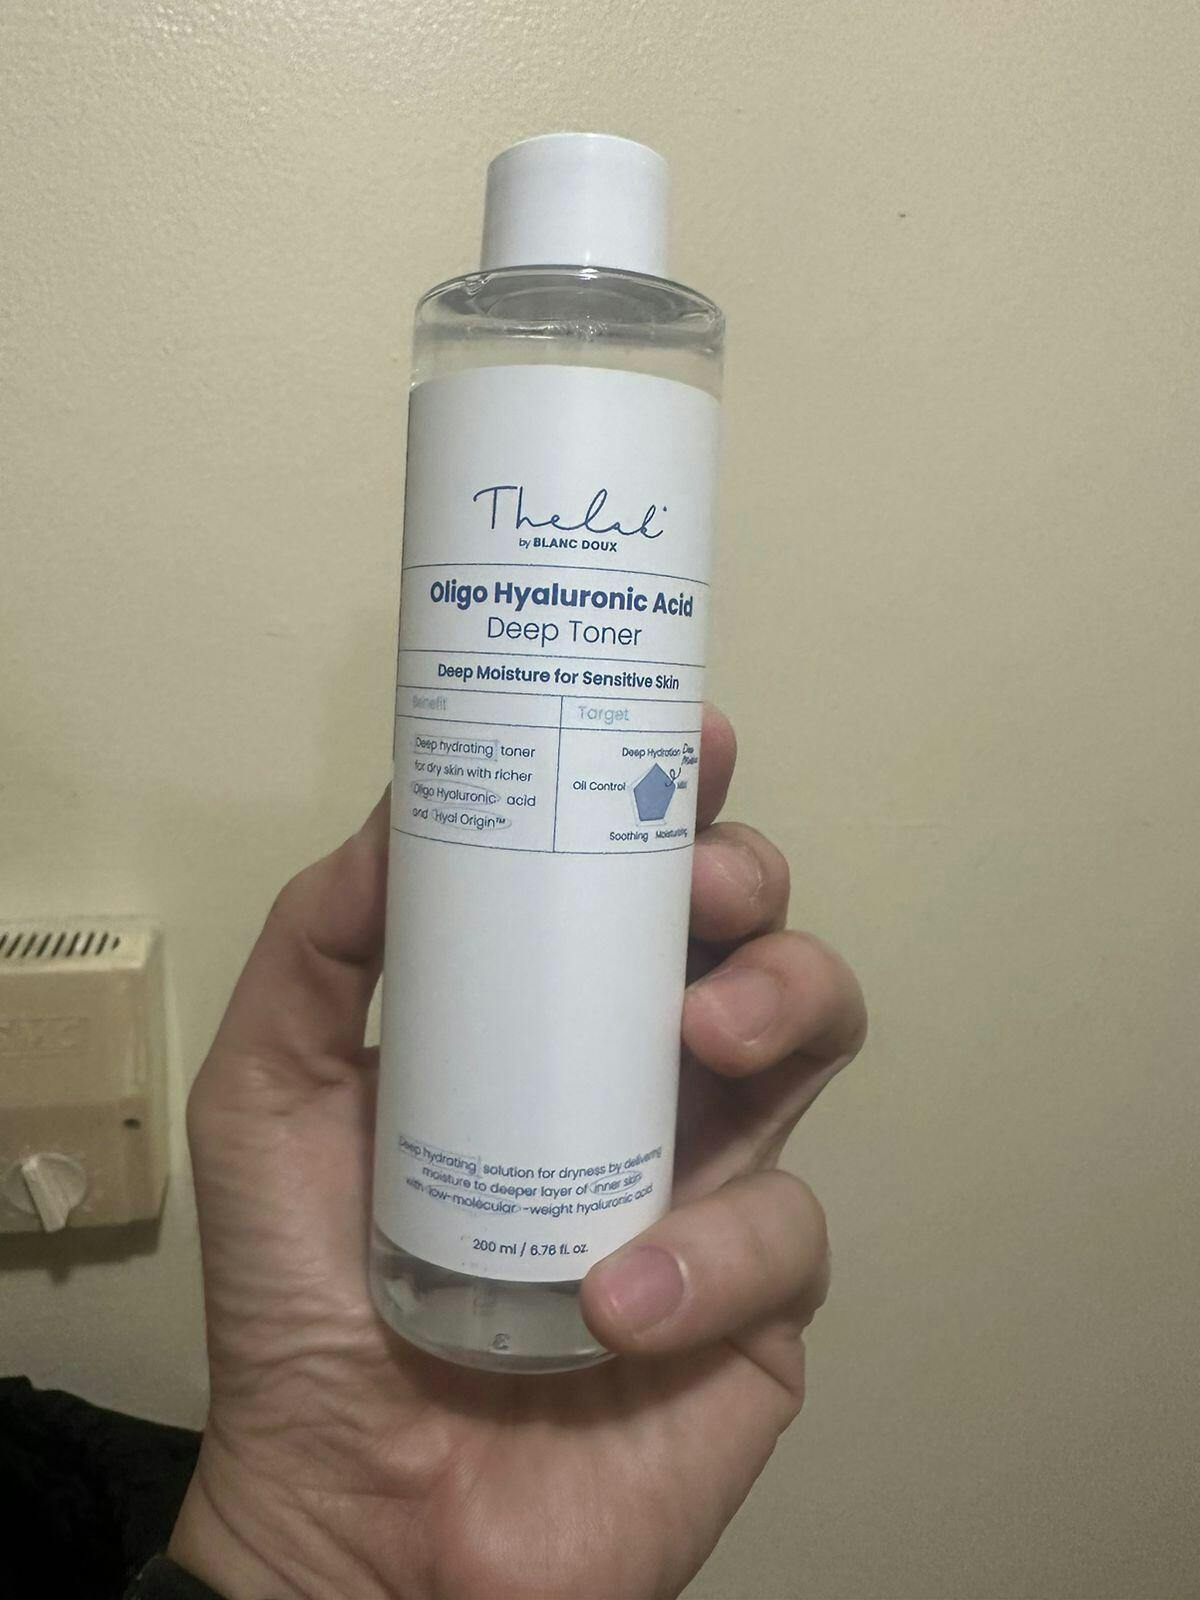 Thelab
by BLANC DOUX
Oligo Hyaluronic Acid
Deep Toner
Deep Moisture for Sensitive Skin
Benefit
Target
Deep hydrating toner
for dry skin with richer
Oligo Hyaluronic acid
and Hyal Origin™
Deep Hydration
Deep
Oil Control
Mild
Soothing
Moisturizing
Deep hydrating solution for dryness by delivering
moisture to deeper layer of inner skin
with low-molecular-weight hyaluronic acid
200 ml / 6.76 fl. oz.